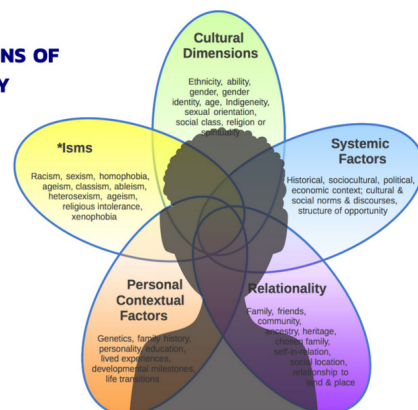 NS OF
Y
Cultural
Dimensions
Ethnicity, ability,
gender, gender
identity, age, Indigeneity,
sexual orientation,
social class, religion or
spirituality
*Isms
Racism, sexism, homophobia,
ageism, classism, ableism,
heterosexism, ageism,
religious intolerance,
xenophobia
Systemic
Factors
Historical, sociocultural, political,
economic context; cultural &
social norms & discourses,
structure of opportunity
Personal
Contextual
Factors
Genetics, family history,
personality, education,
lived experiences,
developmental milestones,
life transitions
Relationality
Family, friends,
community,
ancestry, heritage,
chosen family,
self-in-relation,
social location,
relationship to
land & place